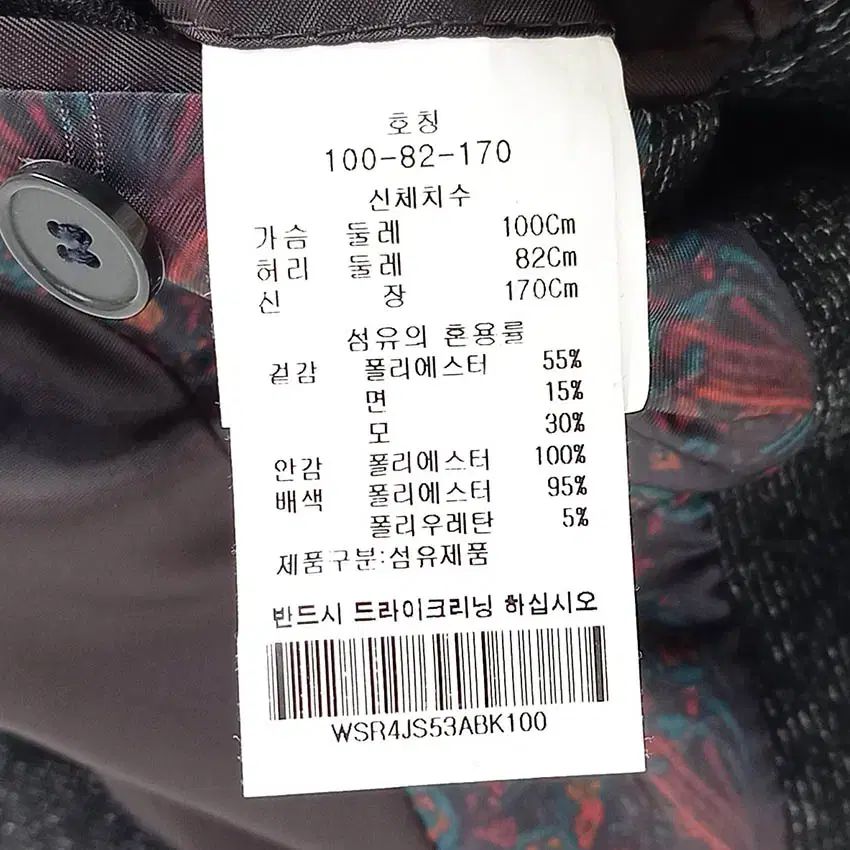 호칭
100-82-170
신체치수
가슴 둘레 100Cm
허리 둘레 82Cm
신 장 170Cm
섬유의 혼용률
겉감 폴리에스터 55%
면 15%
모 30%
안감 폴리에스터 100%
배색 폴리에스터 95%
폴리우레탄 5%
제품구분:섬유제품
반드시 드라이크리닝 하십시오
WSR4JS53ABK100